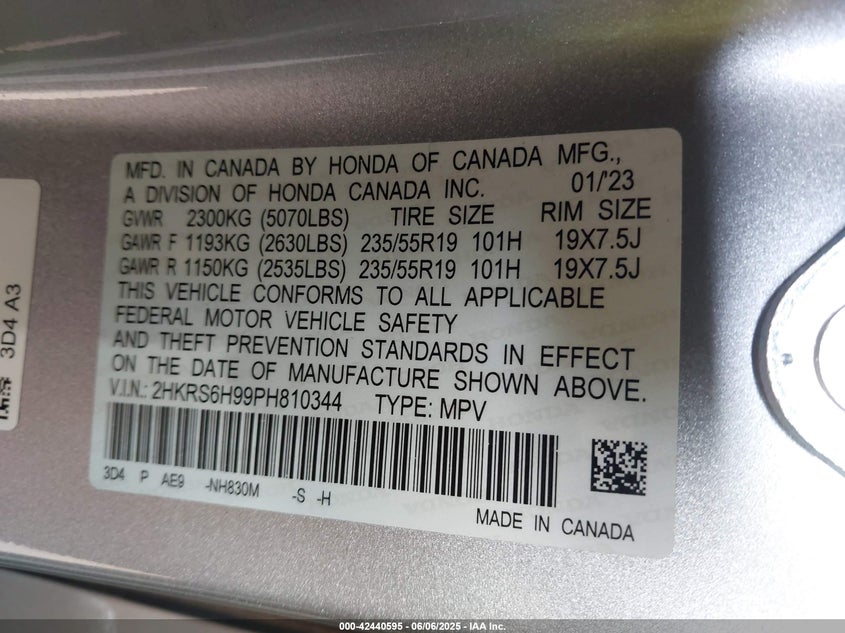 MFD. IN CANADA BY HONDA OF CANADA MFG.,
A DIVISION OF HONDA CANADA INC. 01/'23
GVWR 2300KG (5070LBS) TIRE SIZE RIM SIZE
GAWR F 1193KG (2630LBS) 235/55R19 101H 19X7.5J
GAWR R 1150KG (2535LBS) 235/55R19 101H 19X7.5J
THIS VEHICLE CONFORMS TO ALL APPLICABLE
FEDERAL MOTOR VEHICLE SAFETY
AND THEFT PREVENTION STANDARDS IN EFFECT
ON THE DATE OF MANUFACTURE SHOWN ABOVE.
V.I.N.: 2HKRS6H99PH810344 TYPE: MPV
3D4 P AE9 -NH830M -S -H
MADE IN CANADA
3D4 A3
000-42440595 - 06/06/2025 - IAA Inc.